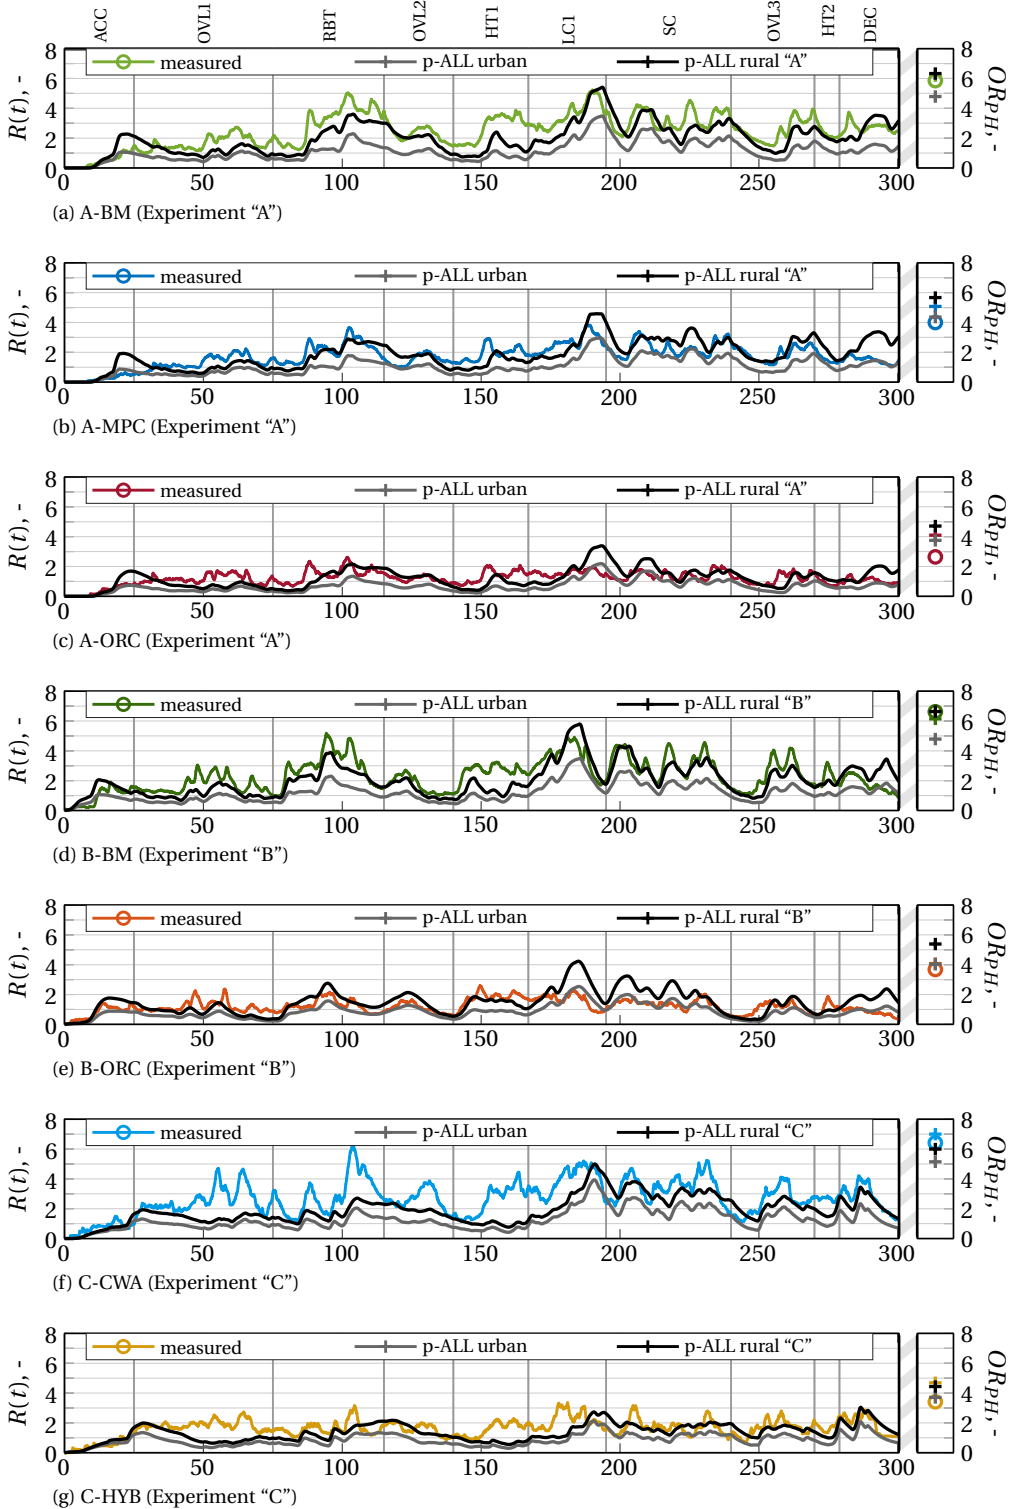 ACC OVL1 RBT OVL2 HT1 LC1 SC OVL3 HT2 DEC
8 measured p-ALL urban p-ALL rural “A” 8
6 6
4 4
2 2
0 0
R(t), -
OR_PH, -
0 50 100 150 200 250 300
(a) A-BM (Experiment “A”)
8 measured p-ALL urban p-ALL rural “A” 8
6 6
4 4
2 2
0 0
R(t), -
OR_PH, -
0 50 100 150 200 250 300
(b) A-MPC (Experiment “A”)
8 measured p-ALL urban p-ALL rural “A” 8
6 6
4 4
2 2
0 0
R(t), -
OR_PH, -
0 50 100 150 200 250 300
(c) A-ORC (Experiment “A”)
8 measured p-ALL urban p-ALL rural “B” 8
6 6
4 4
2 2
0 0
R(t), -
OR_PH, -
0 50 100 150 200 250 300
(d) B-BM (Experiment “B”)
8 measured p-ALL urban p-ALL rural “B” 8
6 6
4 4
2 2
0 0
R(t), -
OR_PH, -
0 50 100 150 200 250 300
(e) B-ORC (Experiment “B”)
8 measured p-ALL urban p-ALL rural “C” 8
6 6
4 4
2 2
0 0
R(t), -
OR_PH, -
0 50 100 150 200 250 300
(f) C-CWA (Experiment “C”)
8 measured p-ALL urban p-ALL rural “C” 8
6 6
4 4
2 2
0 0
R(t), -
OR_PH, -
0 50 100 150 200 250 300
(g) C-HYB (Experiment “C”)